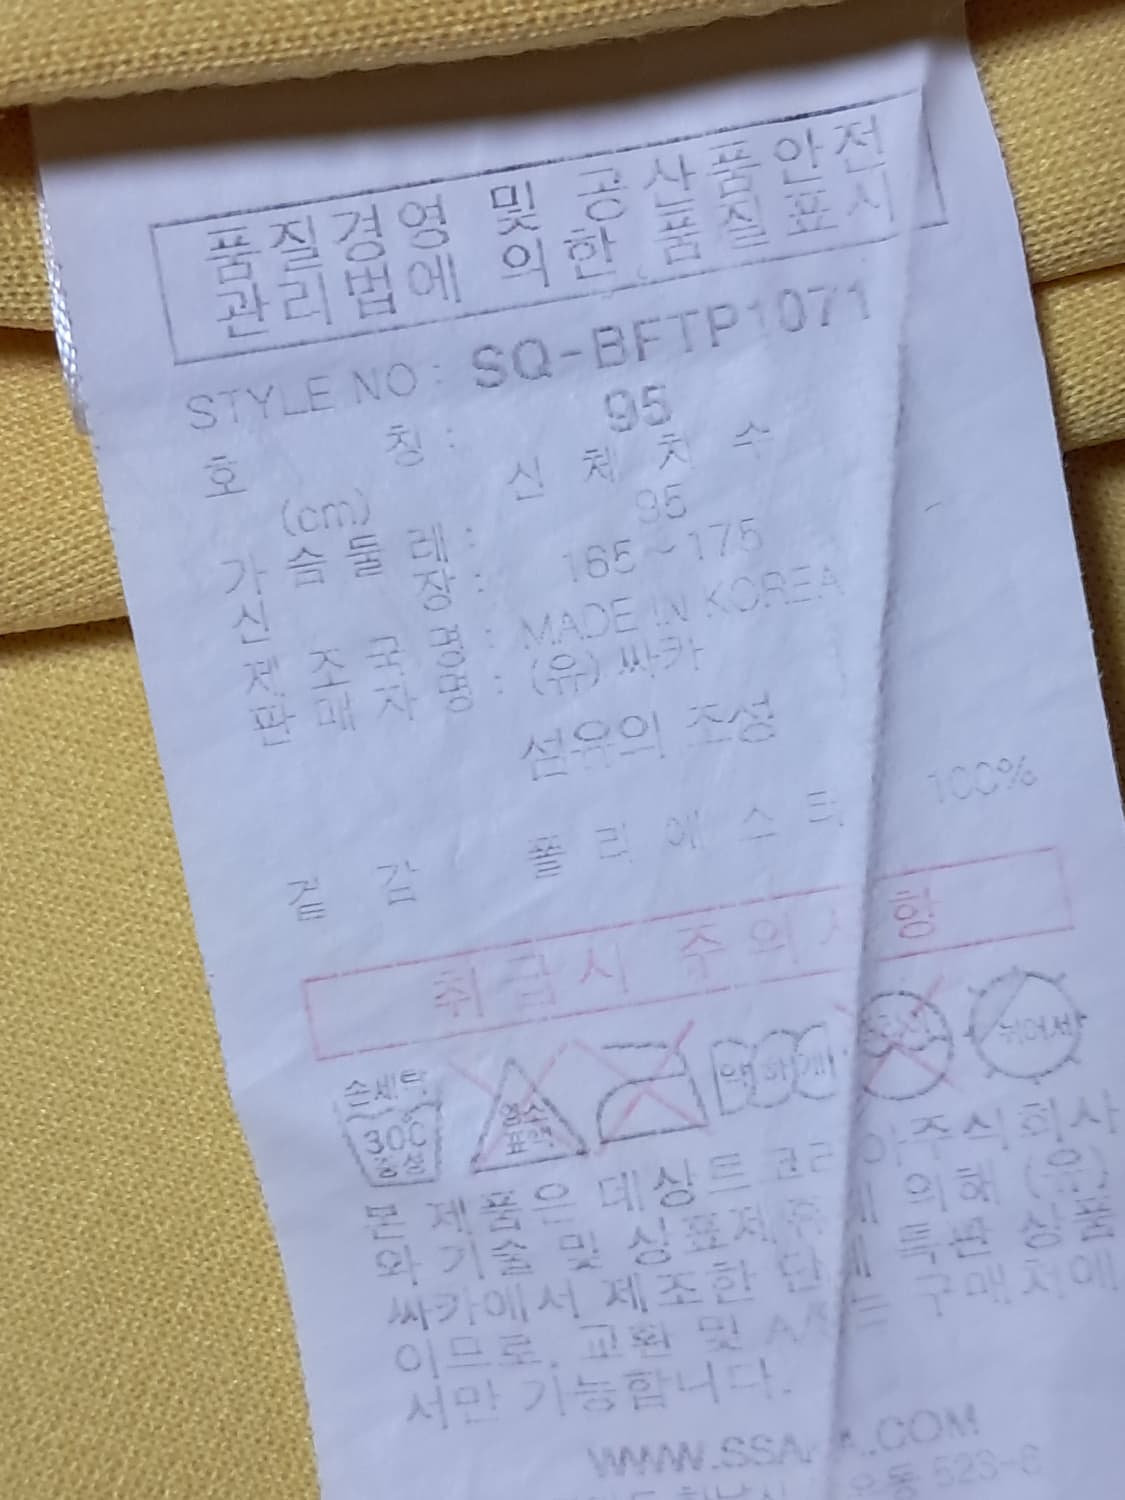 품질경영 및 공산품안전
관리법에 의한 품질표시
STYLE NO : SQ-BFTP1071
호 칭 : 95
(cm) 신 체 치 수
가 슴 둘 레 : 95
신 장 : 165~175
제 조 국 명 : MADE IN KOREA
판 매 자 명 : (유) 싸카
섬유의 조성
겉 감 폴 리 에 스 터 100%
취 급 시 주 의 사 항
손세탁
30℃
중성
염소
표백
약하게
뉘어서
본 제품은 데상트코리아주식회사
와 기술 및 상표제휴에 의해 (유)
싸카에서 제조한 단체 특판 상품
이므로, 교환 및 A/S는 구매처에
서만 가능합니다.
523-6